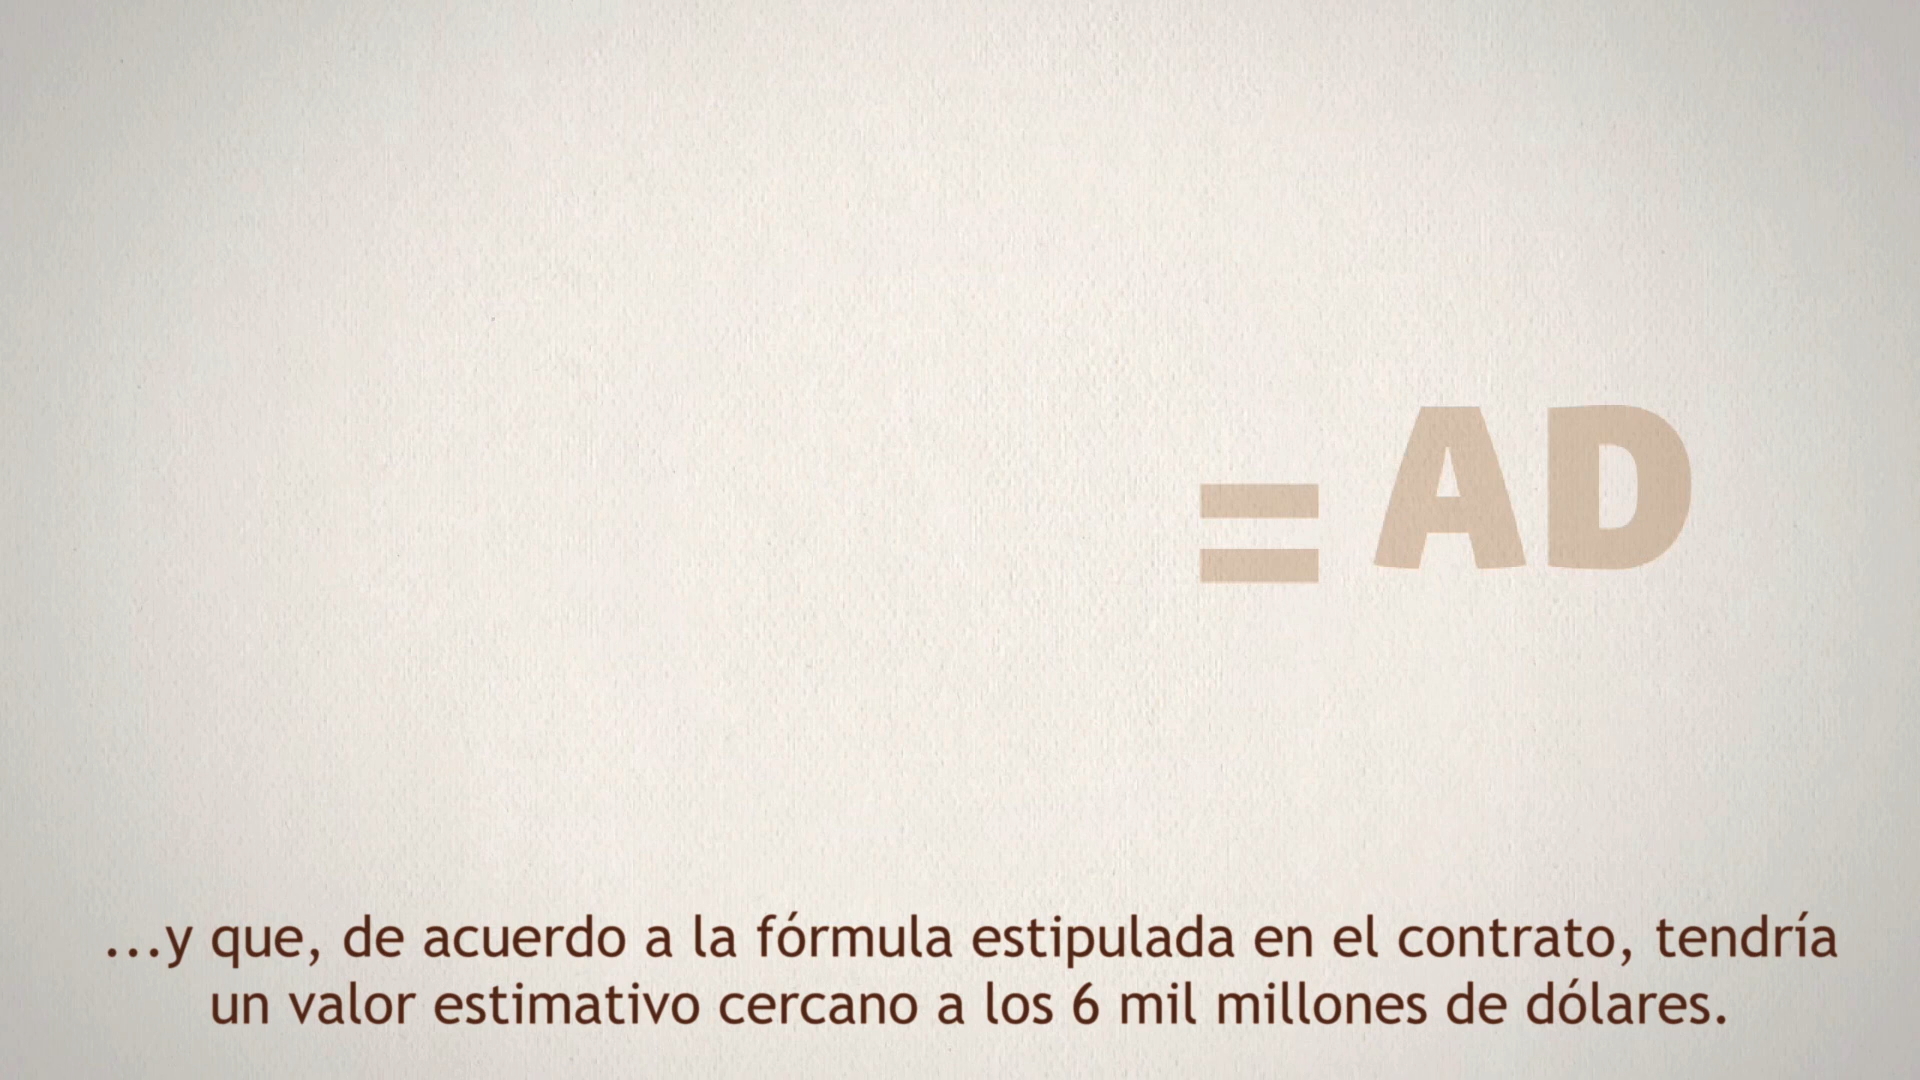 = AD
...y que, de acuerdo a la fórmula estipulada en el contrato, tendría
un valor estimativo cercano a los 6 mil millones de dólares.